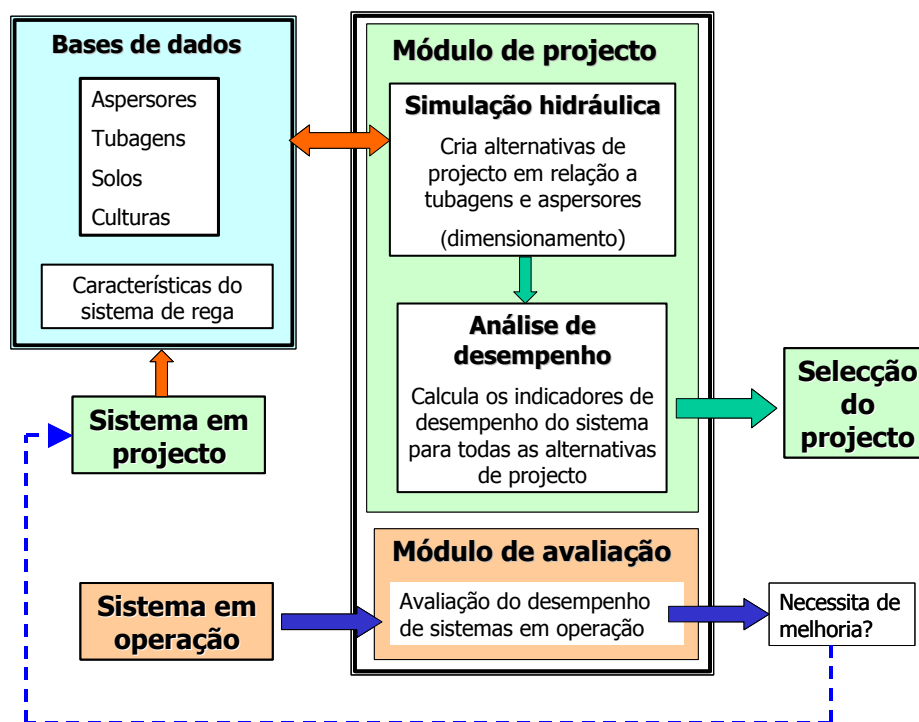 Bases de dados
Aspersores
Tubagens
Solos
Culturas
Características do
sistema de rega
Sistema em
projecto
Sistema em
operação
Módulo de projecto
Simulação hidráulica
Cria alternativas de
projecto em relação a
tubagens e aspersores
(dimensionamento)
Análise de
desempenho
Calcula os indicadores de
desempenho do sistema
para todas as alternativas
de projecto
Módulo de avaliação
Avaliação do desempenho
de sistemas em operação
Selecção
do
projecto
Necessita de
melhoria?